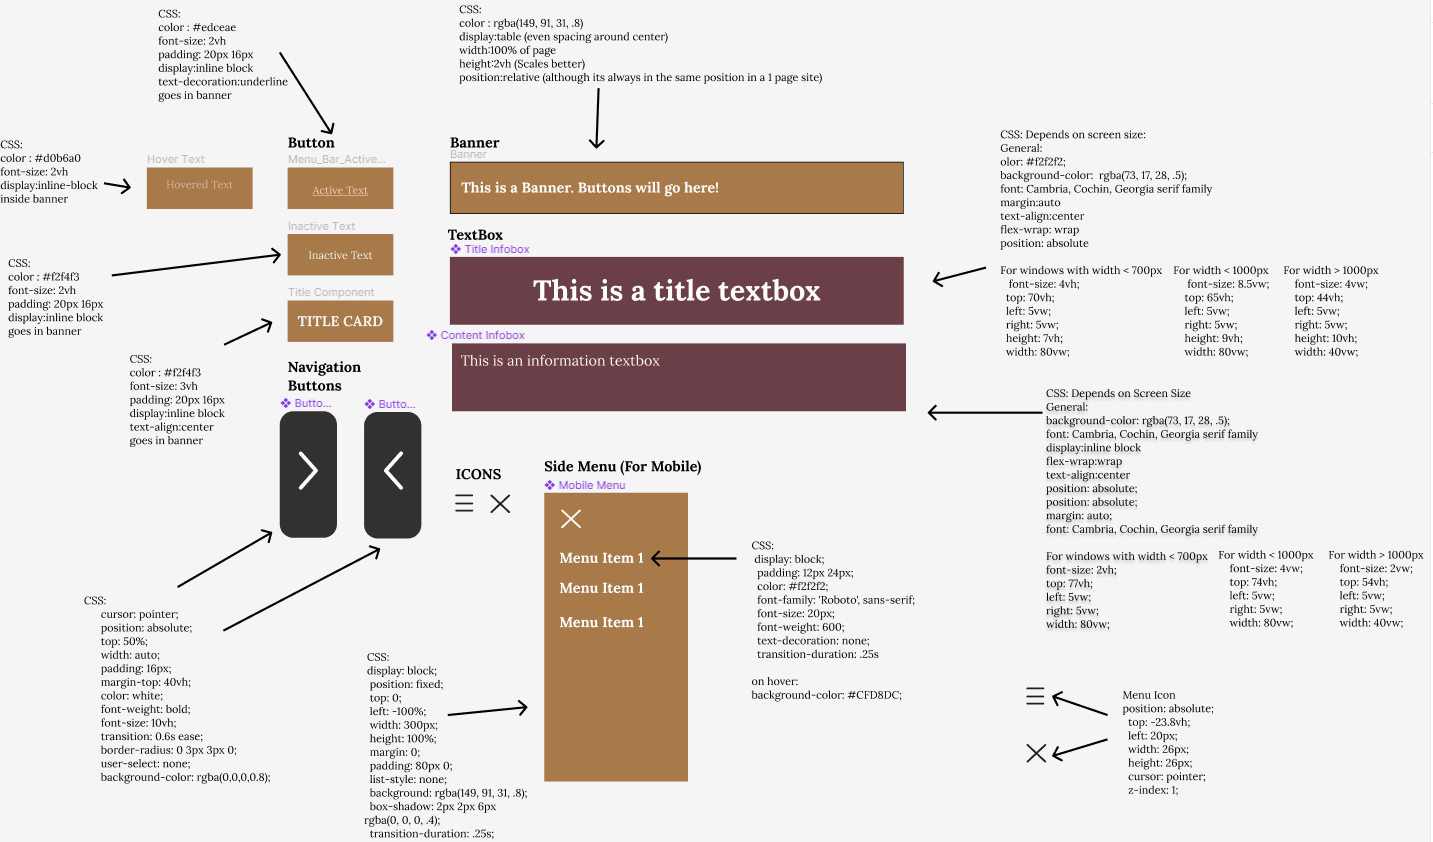 CSS:
color : #edceae
font-size: 2vh
padding: 20px 16px
display:inline block
text-decoration:underline
goes in banner
CSS:
color : rgba(149, 91, 31, .8)
display:table (even spacing around center)
width:100% of page
height:2vh (Scales better)
position:relative (although its always in the same position in a 1 page site)
CSS:
color : #d0b6a0
font-size: 2vh
display:inline-block
inside banner
Hover Text
Hovered Text
Button
Menu_Bar_Active...
Active Text
Inactive Text
Inactive Text
Title Component
TITLE CARD
CSS:
color : #f2f4f3
font-size: 2vh
padding: 20px 16px
display:inline block
goes in banner
CSS:
color : #f2f4f3
font-size: 3vh
padding: 20px 16px
display:inline block
text-align:center
goes in banner
Banner
Banner
This is a Banner. Buttons will go here!
TextBox
Title Infobox
This is a title textbox
Content Infobox
This is an information textbox
CSS: Depends on screen size:
General:
olor: #f2f2f2;
background-color: rgba(73, 17, 28, .5);
font: Cambria, Cochin, Georgia serif family
margin:auto
text-align:center
flex-wrap: wrap
position: absolute
For windows with width < 700px
font-size: 4vh;
top: 70vh;
left: 5vw;
right: 5vw;
height: 7vh;
width: 80vw;
For width < 1000px
font-size: 8.5vw;
top: 65vh;
left: 5vw;
right: 5vw;
height: 9vh;
width: 80vw;
For width > 1000px
font-size: 4vw;
top: 44vh;
left: 5vw;
right: 5vw;
height: 10vh;
width: 40vw;
Navigation
Buttons
Butto...
Butto...
ICONS
Side Menu (For Mobile)
Mobile Menu
Menu Item 1
Menu Item 1
Menu Item 1
CSS: Depends on Screen Size
General:
background-color: rgba(73, 17, 28, .5);
font: Cambria, Cochin, Georgia serif family
display:inline block
flex-wrap:wrap
text-align:center
position: absolute;
position: absolute;
margin: auto;
font: Cambria, Cochin, Georgia serif family
For windows with width < 700px
font-size: 2vh;
top: 77vh;
left: 5vw;
right: 5vw;
width: 80vw;
For width < 1000px
font-size: 4vw;
top: 74vh;
left: 5vw;
right: 5vw;
width: 80vw;
For width > 1000px
font-size: 2vw;
top: 54vh;
left: 5vw;
right: 5vw;
width: 40vw;
CSS:
cursor: pointer;
position: absolute;
top: 50%;
width: auto;
padding: 16px;
margin-top: 40vh;
color: white;
font-weight: bold;
font-size: 10vh;
transition: 0.6s ease;
border-radius: 0 3px 3px 0;
user-select: none;
background-color: rgba(0,0,0,0.8);
CSS:
display: block;
position: fixed;
top: 0;
left: -100%;
width: 300px;
height: 100%;
margin: 0;
padding: 80px 0;
list-style: none;
background: rgba(149, 91, 31, .8);
box-shadow: 2px 2px 6px
rgba(0, 0, 0, .4);
transition-duration: .25s;
CSS:
display: block;
padding: 12px 24px;
color: #f2f2f2;
font-family: 'Roboto', sans-serif;
font-size: 20px;
font-weight: 600;
text-decoration: none;
transition-duration: .25s
on hover:
background-color: #CFD8DC;
Menu Icon
position: absolute;
top: -23.8vh;
left: 20px;
width: 26px;
height: 26px;
cursor: pointer;
z-index: 1;